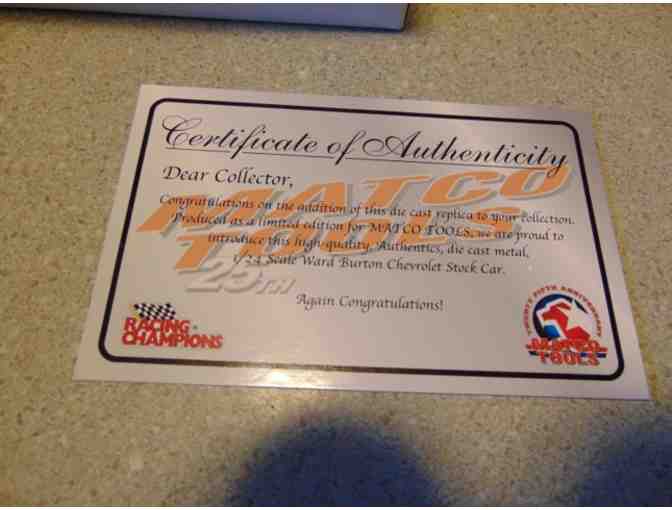 Certificate of Authenticity
Dear Collector,
MATCO
TOOLS
25TH
Congratulations on the addition of this die cast replica to your collection.
Produced as a limited edition for MATCO TOOLS, we are proud to
introduce this high quality, Authentics, die cast metal,
1/24 Scale Ward Burton Chevrolet Stock Car.
Again Congratulations!
RACING
CHAMPIONS
TWENTY FIFTH ANNIVERSARY
MATCO
TOOLS